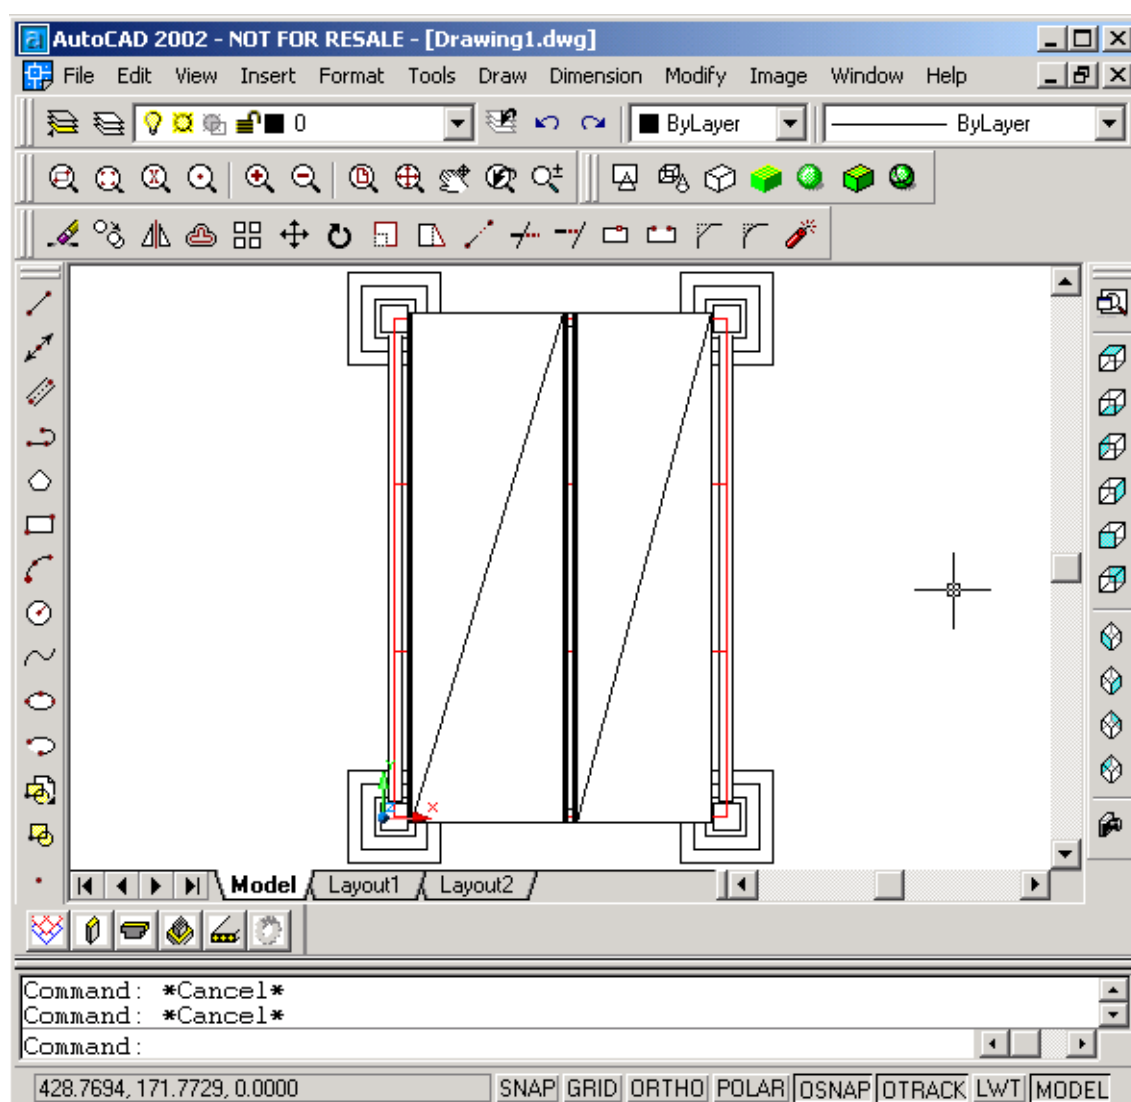 AutoCAD 2002 - NOT FOR RESALE - [Drawing1.dwg]
File Edit View Insert Format Tools Draw Dimension Modify Image Window Help
0 ByLayer ByLayer
X
Model Layout1 Layout2
Command: *Cancel*
Command: *Cancel*
Command:
428.7694, 171.7729, 0.0000 SNAP GRID ORTHO POLAR OSNAP OTRACK LWT MODEL